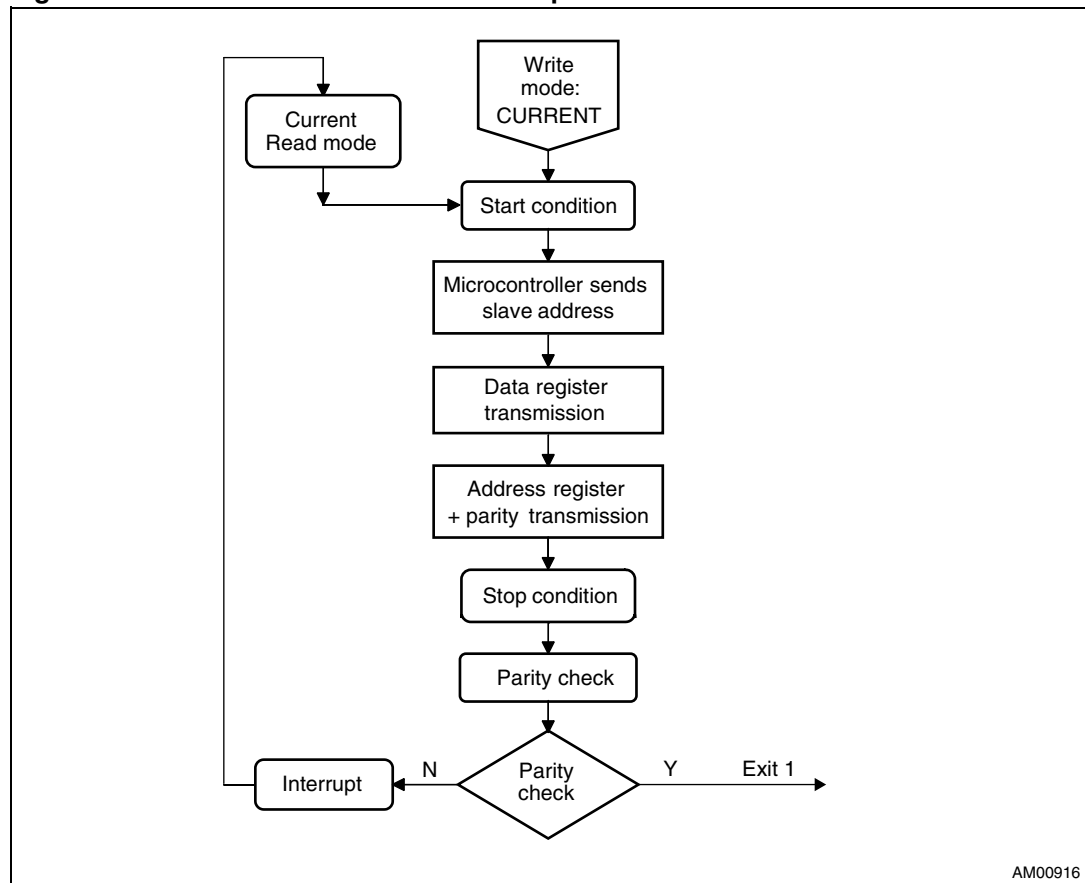 Write
mode:
CURRENT
Current
Read mode
Start condition
Microcontroller sends
slave address
Data register
transmission
Address register
+ parity transmission
Stop condition
Parity check
Interrupt
N
Parity
check
Y
Exit 1
AM00916